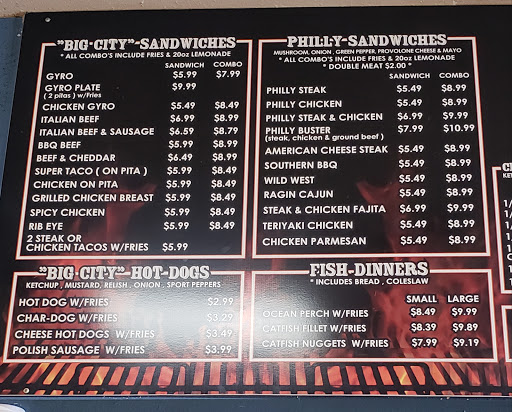 "BIG-CITY"-SANDWICHES
* ALL COMBO'S INCLUDE FRIES & 20oz LEMONADE
SANDWICH COMBO
GYRO $5.99 $7.99
GYRO PLATE $9.99
( 2 pitas ) w/Fries
CHICKEN GYRO $5.49 $8.49
ITALIAN BEEF $6.99 $8.99
ITALIAN BEEF & SAUSAGE $6.59 $8.79
BBQ BEEF $5.99 $8.99
BEEF & CHEDDAR $6.49 $8.99
SUPER TACO ( ON PITA ) $5.49 $8.49
CHICKEN ON PITA $5.99 $8.49
GRILLED CHICKEN BREAST $5.99 $8.49
SPICY CHICKEN $5.99 $8.49
RIB EYE $5.99 $8.49
2 STEAK OR
CHICKEN TACOS W/FRIES $5.99
PHILLY-SANDWICHES
MUSHROOM, ONION , GREEN PEPPER, PROVOLONE CHEESE & MAYO
* ALL COMBO'S INCLUDE FRIES & 20oz LEMONADE
* DOUBLE MEAT $2.00 *
SANDWICH COMBO
PHILLY STEAK $5.49 $8.99
PHILLY CHICKEN $5.49 $8.99
PHILLY STEAK & CHICKEN $6.99 $9.99
PHILLY BUSTER $7.99 $10.99
(steak, chicken & ground beef )
AMERICAN CHEESE STEAK $5.49 $8.99
SOUTHERN BBQ $5.49 $8.99
WILD WEST $5.49 $8.99
RAGIN CAJUN $5.49 $8.99
STEAK & CHICKEN FAJITA $6.99 $9.99
TERIYAKI CHICKEN $5.49 $8.99
CHICKEN PARMESAN $5.49 $8.99
"BIG-CITY"-HOT-DOGS
KETCHUP , MUSTARD, RELISH , ONION , SPORT PEPPERS
HOT DOG W/FRIES $2.99
CHAR-DOG W/FRIES $3.29
CHEESE HOT DOGS W/FRIES $3.49
POLISH SAUSAGE W/FRIES $3.99
FISH-DINNERS
* INCLUDES BREAD , COLESLAW
SMALL LARGE
OCEAN PERCH W/FRIES $8.49 $9.99
CATFISH FILLET W/FRIES $8.39 $9.89
CATFISH NUGGETS W/FRIES $7.99 $9.19